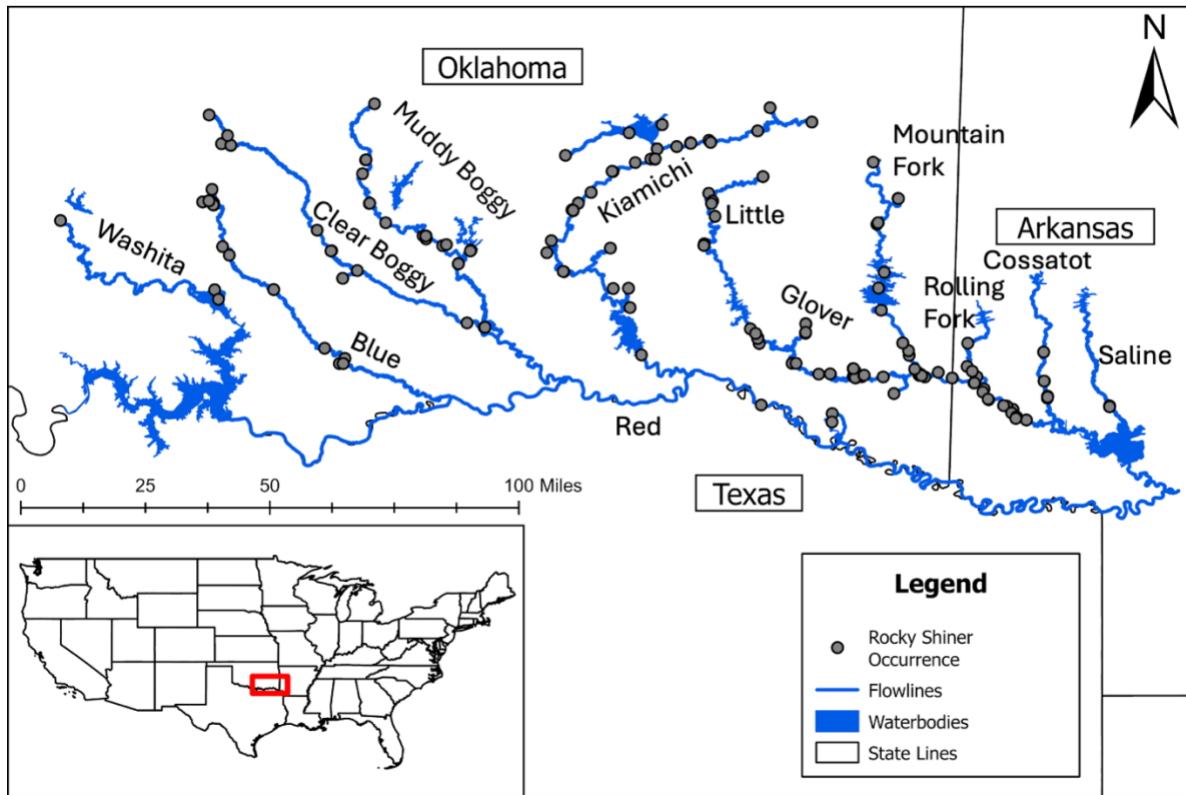 N
Oklahoma
Muddy Boggy
Mountain
Fork
Kiamichi
Little
Arkansas
Washita
Clear Boggy
Cossatot
Glover
Rolling
Fork
Blue
Saline
Red
0 25 50 100 Miles
Texas
Legend
Rocky Shiner
Occurrence
Flowlines
Waterbodies
State Lines